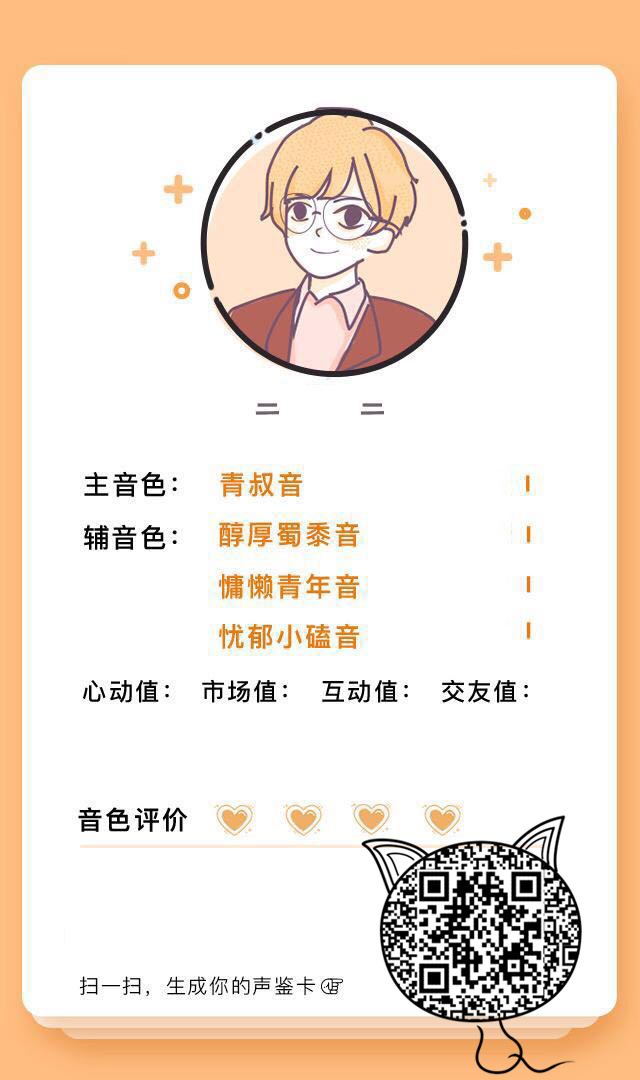 主音色：青叔音
辅音色：醇厚蜀黍音
慵懒青年音
忧郁小磕音
心动值： 市场值： 互动值： 交友值：
音色评价
扫一扫，生成你的声鉴卡